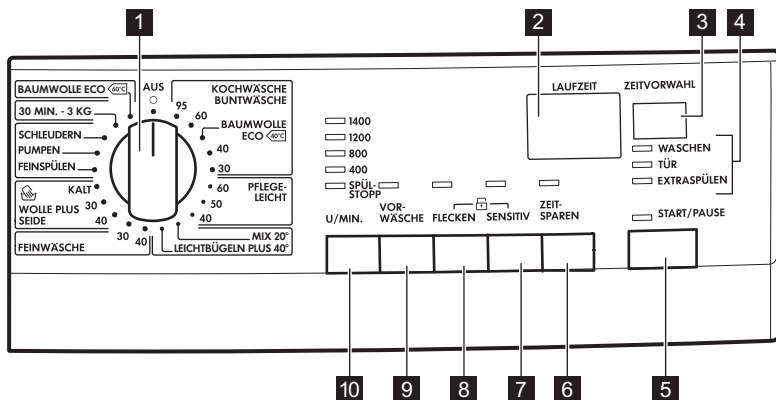 1
2
3
4
AUS
BAUMWOLLE ECO 60°C
30 MIN. - 3 KG
SCHLEUDERN
PUMPEN
FEINSPÜLEN
KALT
WOLLE PLUS
SEIDE
FEINWÄSCHE
30
40
30
40
KOCHWÄSCHE
BUNTWÄSCHE
95
60
BAUMWOLLE
ECO 40°C
40
30
60
50
40
PFLEGE-
LEICHT
MIX 20°
LEICHTBÜGELN PLUS 40°
1400
1200
800
400
SPÜL-
STOPP
U/MIN.
VOR-
WÄSCHE
FLECKEN
SENSITIV
ZEIT-
SPAREN
LAUFZEIT
ZEITVORWAHL
WASCHEN
TÜR
EXTRASPÜLEN
START/PAUSE
10
9
8
7
6
5